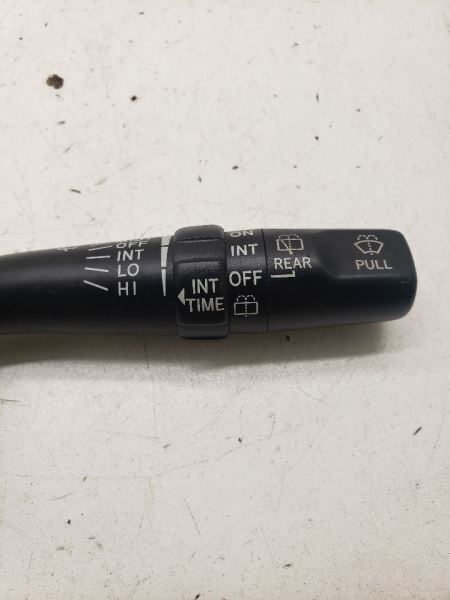 OFF
INT
LO
HI
INT
TIME
ON
INT
OFF
REAR
PULL